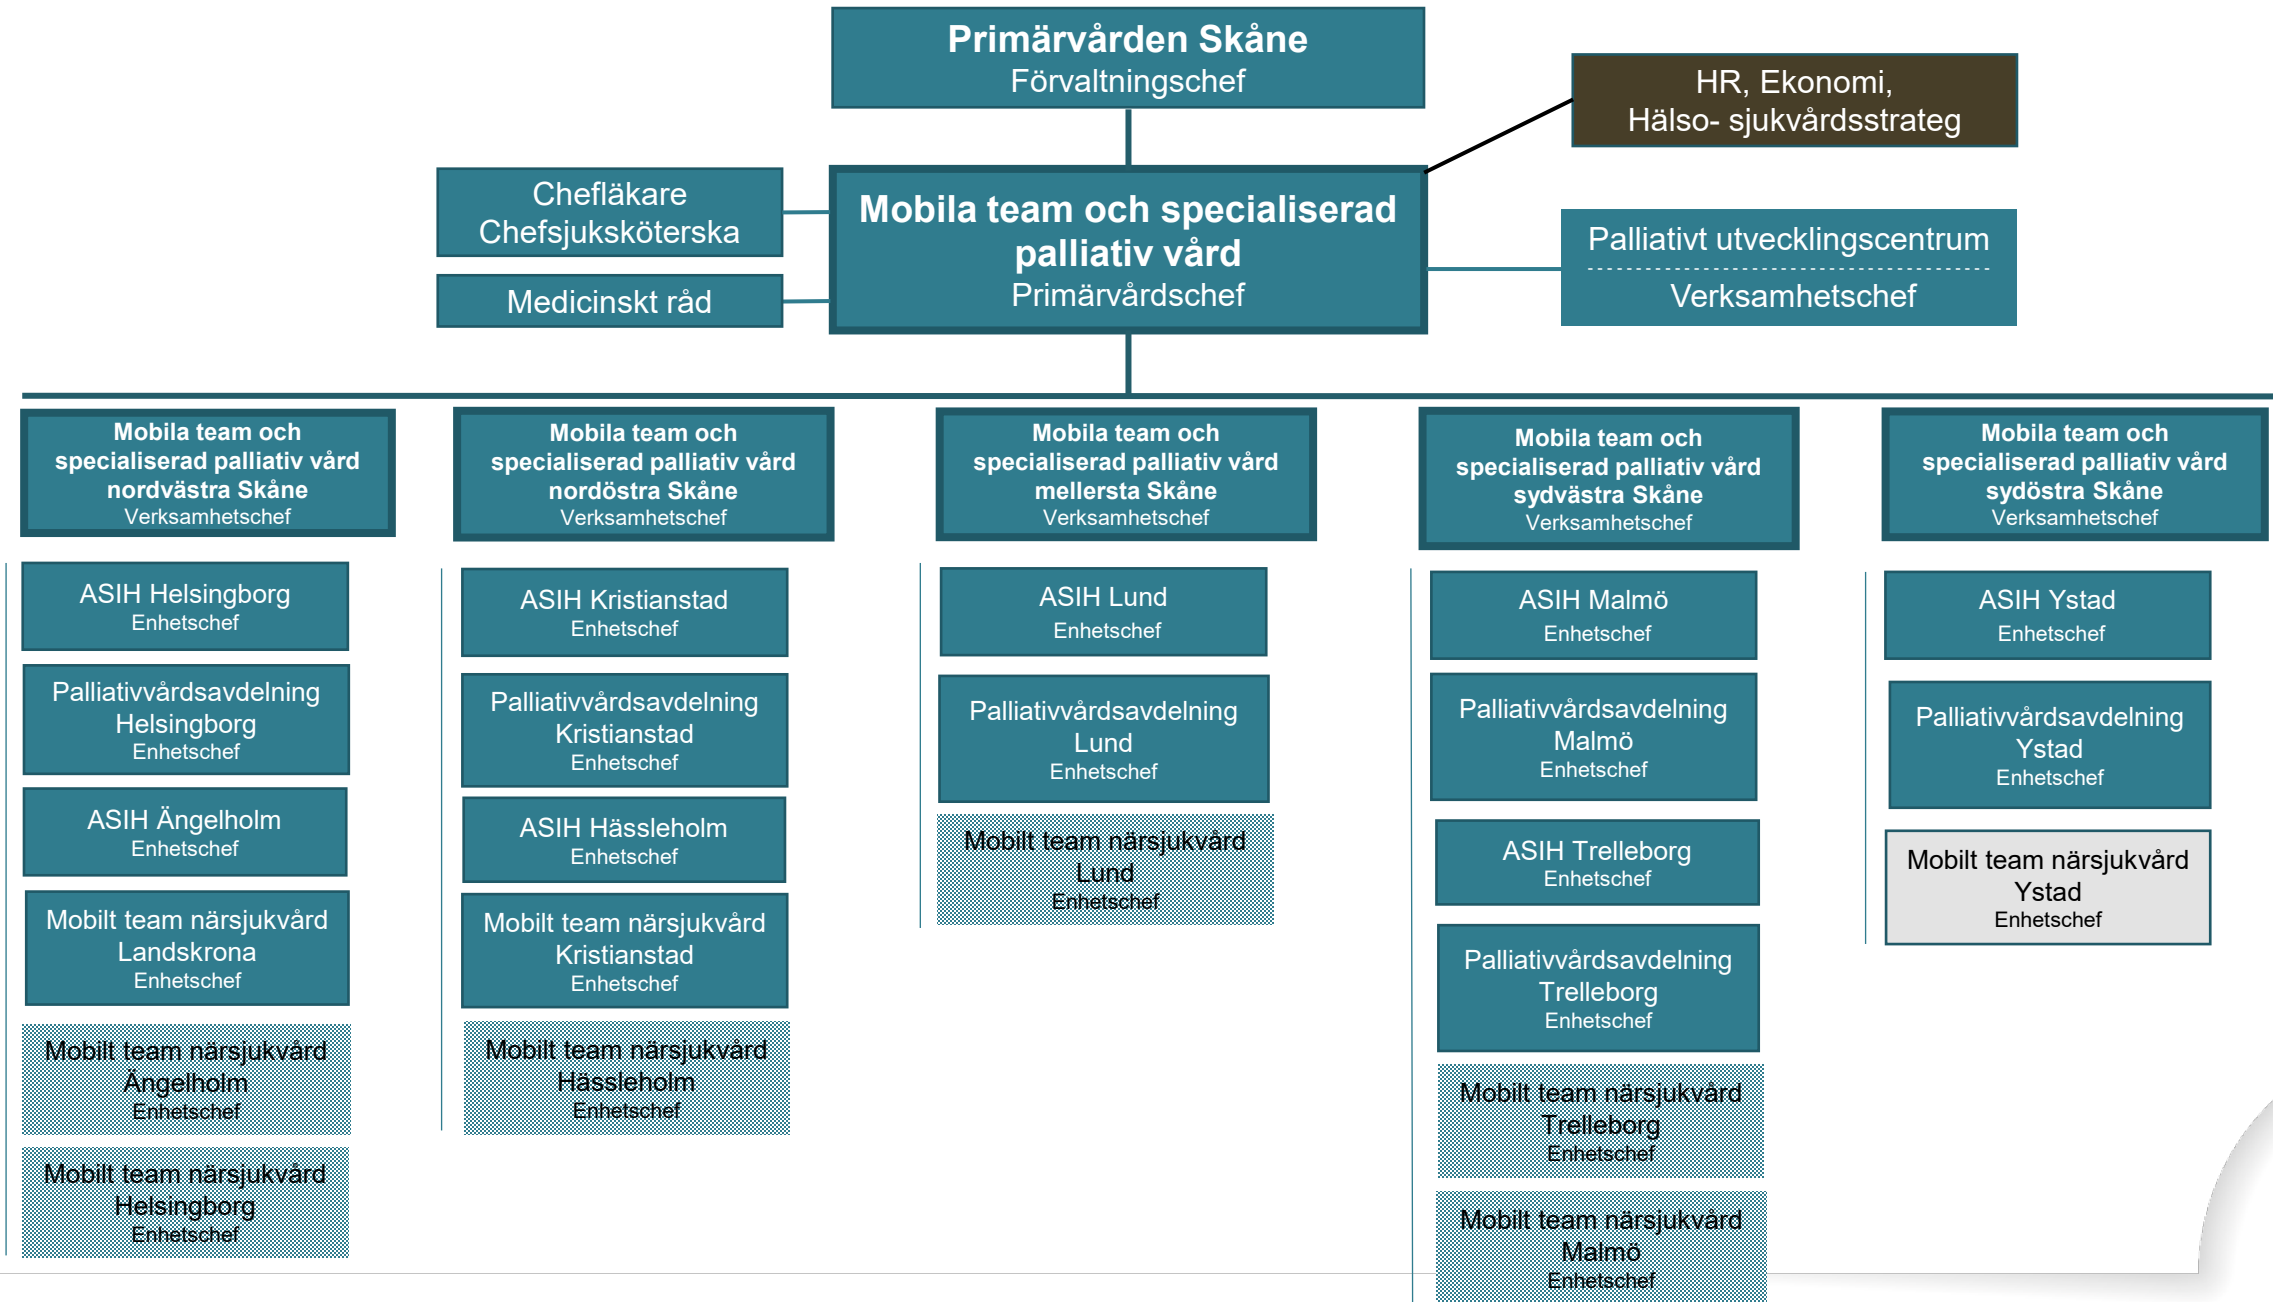 Primärvården Skåne
Förvaltningschef
HR, Ekonomi,
Hälso- sjukvårdsstrateg
Chefläkare
Chefsjuksköterska
Medicinskt råd
Mobila team och specialiserad
palliativ vård
Primärvårdschef
Palliativt utvecklingscentrum
Verksamhetschef
Mobila team och
specialiserad palliativ vård
nordvästra Skåne
Verksamhetschef
ASIH Helsingborg
Enhetschef
Palliativvårdsavdelning
Helsingborg
Enhetschef
ASIH Ängelholm
Enhetschef
Mobilt team närsjukvård
Landskrona
Enhetschef
Mobilt team närsjukvård
Ängelholm
Enhetschef
Mobilt team närsjukvård
Helsingborg
Enhetschef
Mobila team och
specialiserad palliativ vård
nordöstra Skåne
Verksamhetschef
ASIH Kristianstad
Enhetschef
Palliativvårdsavdelning
Kristianstad
Enhetschef
ASIH Hässleholm
Enhetschef
Mobilt team närsjukvård
Kristianstad
Enhetschef
Mobilt team närsjukvård
Hässleholm
Enhetschef
Mobila team och
specialiserad palliativ vård
mellersta Skåne
Verksamhetschef
ASIH Lund
Enhetschef
Palliativvårdsavdelning
Lund
Enhetschef
Mobilt team närsjukvård
Lund
Enhetschef
Mobila team och
specialiserad palliativ vård
sydvästra Skåne
Verksamhetschef
ASIH Malmö
Enhetschef
Palliativvårdsavdelning
Malmö
Enhetschef
ASIH Trelleborg
Enhetschef
Palliativvårdsavdelning
Trelleborg
Enhetschef
Mobilt team närsjukvård
Trelleborg
Enhetschef
Mobilt team närsjukvård
Malmö
Enhetschef
Mobila team och
specialiserad palliativ vård
sydöstra Skåne
Verksamhetschef
ASIH Ystad
Enhetschef
Palliativvårdsavdelning
Ystad
Enhetschef
Mobilt team närsjukvård
Ystad
Enhetschef